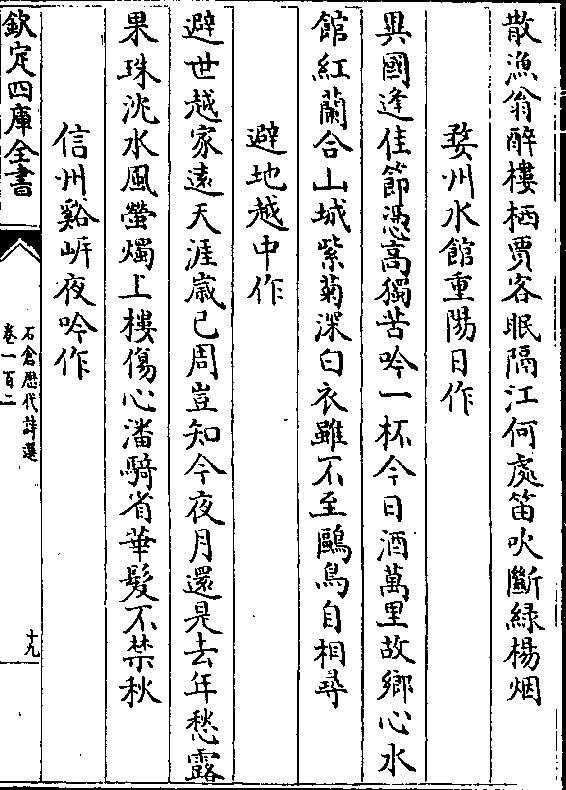 散漁翁醉樓栖賈客眠隔江何處笛吹斷綠楊烟
婺州水館重陽日作
異國逢佳節憑高獨苦吟一杯今日酒萬里故鄉心水
館紅蘭合山城紫菊深白衣雖不至鷗鳥自相尋
避地越中作
避世越家遠天涯歲已周豈知今夜月還是去年愁露
果珠沈水風螢燭上樓傷心潘騎省華髮不禁秋
信州谿岸夜吟作
欽定四庫全書
石倉歷代詩選
卷一百二
十九